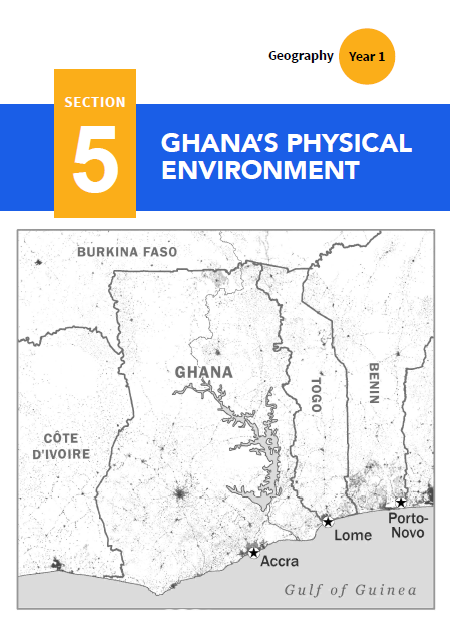 Geography Year 1
SECTION
5
GHANA'S PHYSICAL
ENVIRONMENT
BURKINA FASO
GHANA
TOGO
BENIN
CÔTE
D'IVOIRE
Porto-
Novo
Lome
Accra
Gulf of Guinea